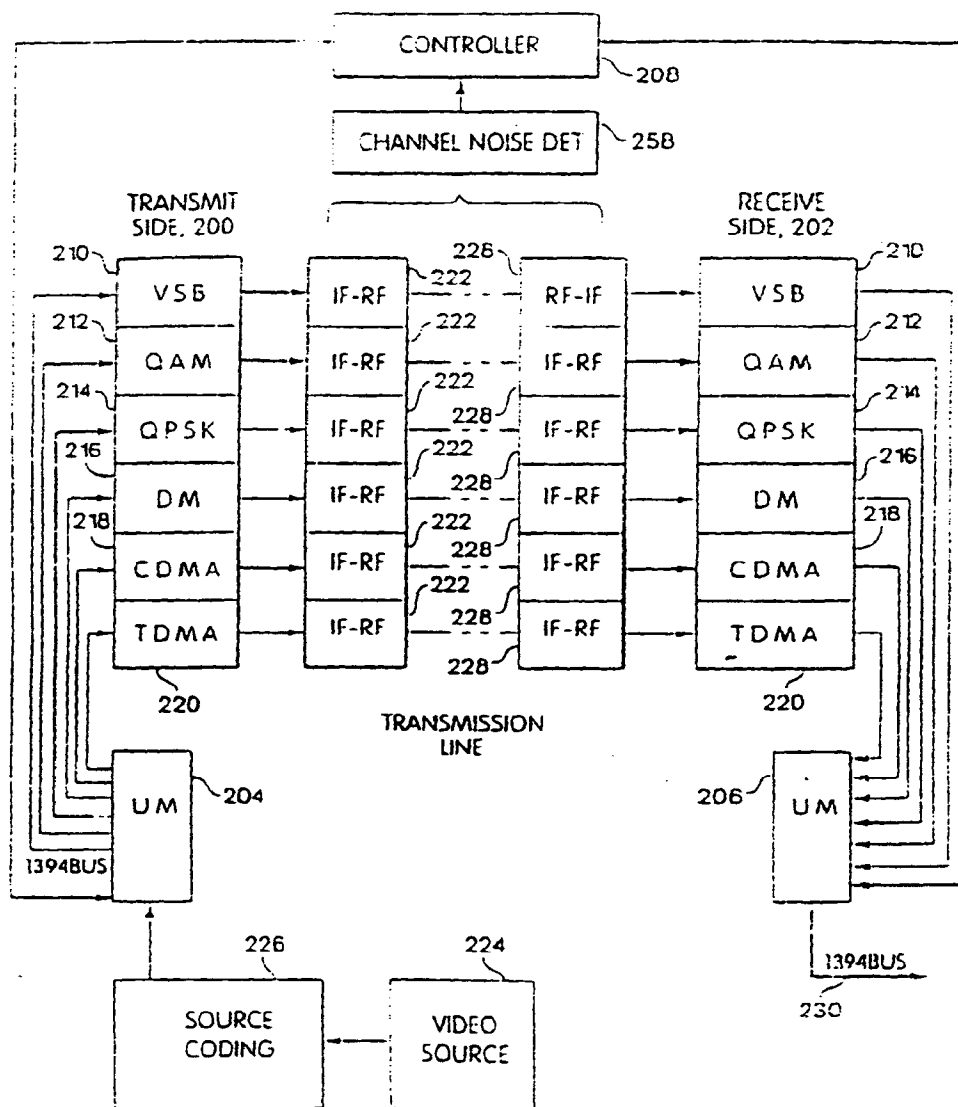 CONTROLLER
208
CHANNEL NOISE DET
258
TRANSMIT
SIDE, 200
RECEIVE
SIDE, 202
210
222
228
210
VSB
IF-RF
RF-IF
VSB
212
222
212
QAM
IF-RF
IF-RF
QAM
214
222
228
214
QPSK
IF-RF
IF-RF
QPSK
216
222
228
216
DM
IF-RF
IF-RF
DM
218
222
228
218
CDMA
IF-RF
IF-RF
CDMA
222
228
TDMA
IF-RF
IF-RF
TDMA
220
228
220
TRANSMISSION
LINE
UM
204
206
UM
1394BUS
226
224
1394BUS
230
SOURCE
CODING
VIDEO
SOURCE